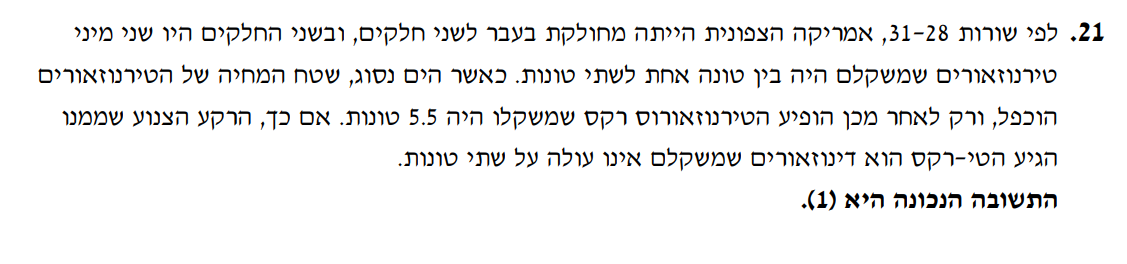 21. לפי שורות 31-28, אמריקה הצפונית הייתה מחולקת בעבר לשני חלקים, ובשני החלקים היו שני מיני
טירנוזאורים שמשקלם היה בין טונה אחת לשתי טונות. כאשר הים נסוג, שטח המחיה של הטירנוזאורים
הוכפל, ורק לאחר מכן הופיע הטירנוזאורוס רקס שמשקלו היה 5.5 טונות. אם כך, הרקע הצנוע שממנו
הגיע הטי-רקס הוא דינוזאורים שמשקלם אינו עולה על שתי טונות.
התשובה הנכונה היא (1).